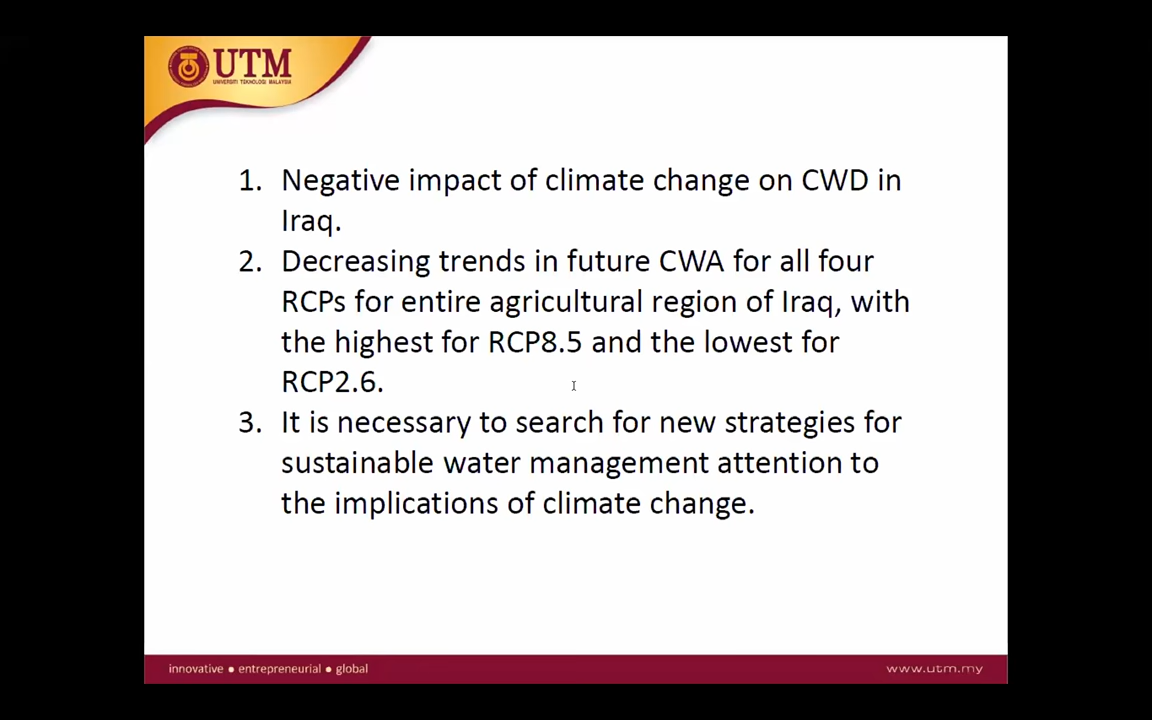 UTM
UNIVERSITI TEKNOLOGI MALAYSIA
1. Negative impact of climate change on CWD in
Iraq.
2. Decreasing trends in future CWA for all four
RCPs for entire agricultural region of Iraq, with
the highest for RCP8.5 and the lowest for
RCP2.6.
3. It is necessary to search for new strategies for
sustainable water management attention to
the implications of climate change.
innovative ● entrepreneurial ● global
www.utm.my